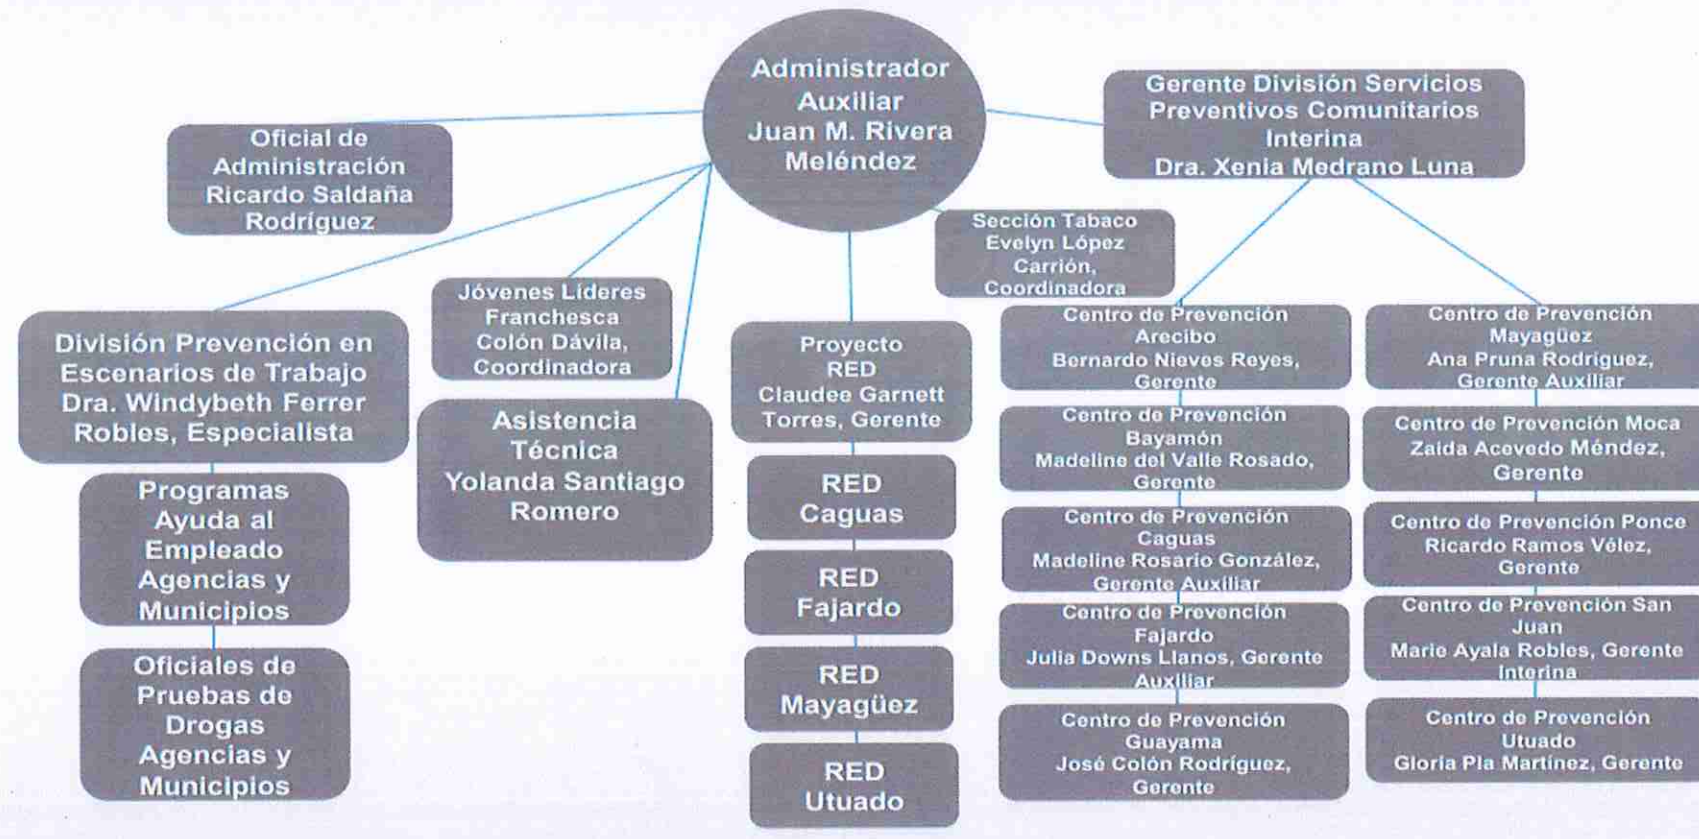 Administrador
Auxiliar
Juan M. Rivera
Meléndez
Gerente División Servicios
Preventivos Comunitarios
Interina
Dra. Xenia Medrano Luna
Oficial de
Administración
Ricardo Saldaña
Rodríguez
Sección Tabaco
Evelyn López
Carrión,
Coordinadora
Jóvenes Líderes
Franchesca
Colón Dávila,
Coordinadora
División Prevención en
Escenarios de Trabajo
Dra. Windybeth Ferrer
Robles, Especialista
Programas
Ayuda al
Empleado
Agencias y
Municipios
Oficiales de
Pruebas de
Drogas
Agencias y
Municipios
Asistencia
Técnica
Yolanda Santiago
Romero
Proyecto
RED
Claudee Garnett
Torres, Gerente
RED
Caguas
RED
Fajardo
RED
Mayagüez
RED
Utuado
Centro de Prevención
Arecibo
Bernardo Nieves Reyes,
Gerente
Centro de Prevención
Bayamón
Madeline del Valle Rosado,
Gerente
Centro de Prevención
Caguas
Madeline Rosario González,
Gerente Auxiliar
Centro de Prevención
Fajardo
Julia Downs Llanos, Gerente
Auxiliar
Centro de Prevención
Guayama
José Colón Rodríguez,
Gerente
Centro de Prevención
Mayagüez
Ana Pruna Rodríguez,
Gerente Auxiliar
Centro de Prevención Moca
Zaida Acevedo Méndez,
Gerente
Centro de Prevención Ponce
Ricardo Ramos Vélez,
Gerente
Centro de Prevención San
Juan
Marie Ayala Robles, Gerente
Interina
Centro de Prevención
Utuado
Gloria Pla Martínez, Gerente